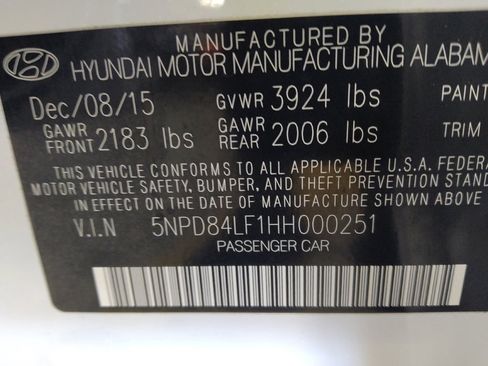 MANUFACTURED BY
HYUNDAI MOTOR MANUFACTURING ALABAM
Dec/08/15 GVWR 3924 lbs PAINT
GAWR FRONT 2183 lbs GAWR REAR 2006 lbs TRIM
THIS VEHICLE CONFORMS TO ALL APPLICABLE U.S.A. FEDERA
MOTOR VEHICLE SAFETY, BUMPER, AND THEFT PREVENTION STAND
IN EFFECT ON THE DATE OF MANUFACTURE SHOWN ABOVE
V.I.N 5NPD84LF1HH000251
PASSENGER CAR